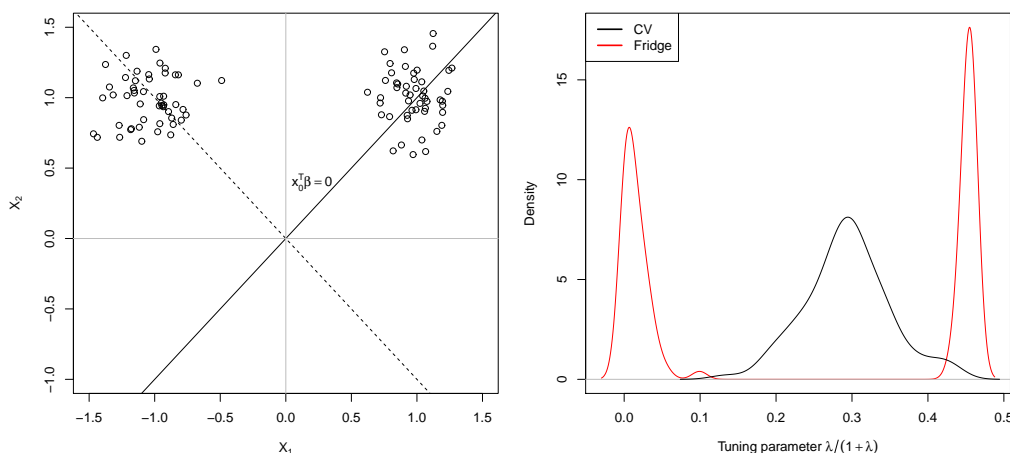 1.5
1.0
0.5
0.0
−0.5
−1.0
X₂
x₀ᵀβ = 0
−1.5 −1.0 −0.5 0.0 0.5 1.0 1.5
X₁
CV
Fridge
15
10
5
0
Density
0.0 0.1 0.2 0.3 0.4 0.5
Tuning parameter λ/(1 + λ)